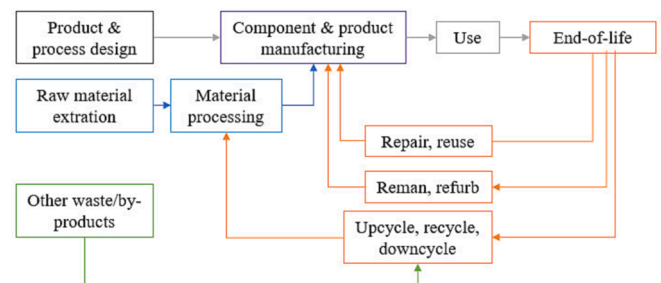 Product &
process design
Component & product
manufacturing
Use
End-of-life
Raw material
extration
Material
processing
Repair, reuse
Reman, refurb
Other waste/by-
products
Upcycle, recycle,
downcycle